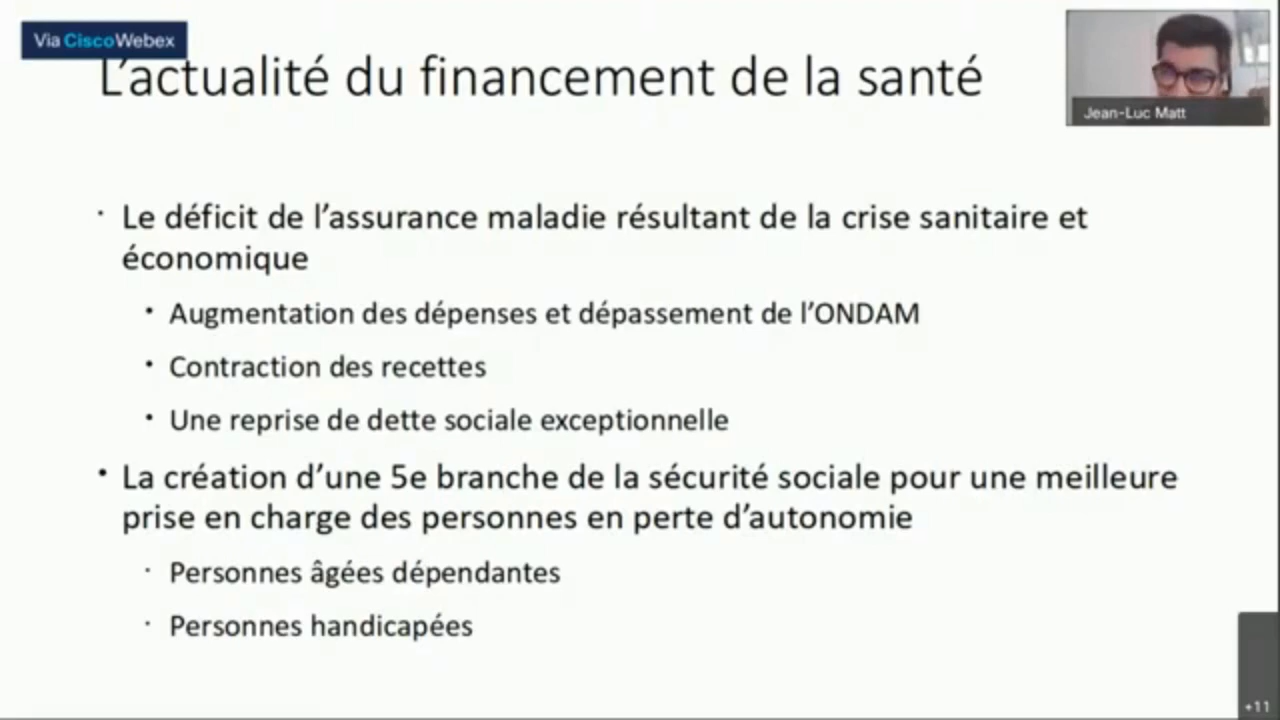 Via CiscoWebex
L'actualité du financement de la santé
Jean-Luc Matt
• Le déficit de l'assurance maladie résultant de la crise sanitaire et
économique
• Augmentation des dépenses et dépassement de l'ONDAM
• Contraction des recettes
• Une reprise de dette sociale exceptionnelle
• La création d'une 5e branche de la sécurité sociale pour une meilleure
prise en charge des personnes en perte d'autonomie
• Personnes âgées dépendantes
• Personnes handicapées
+11